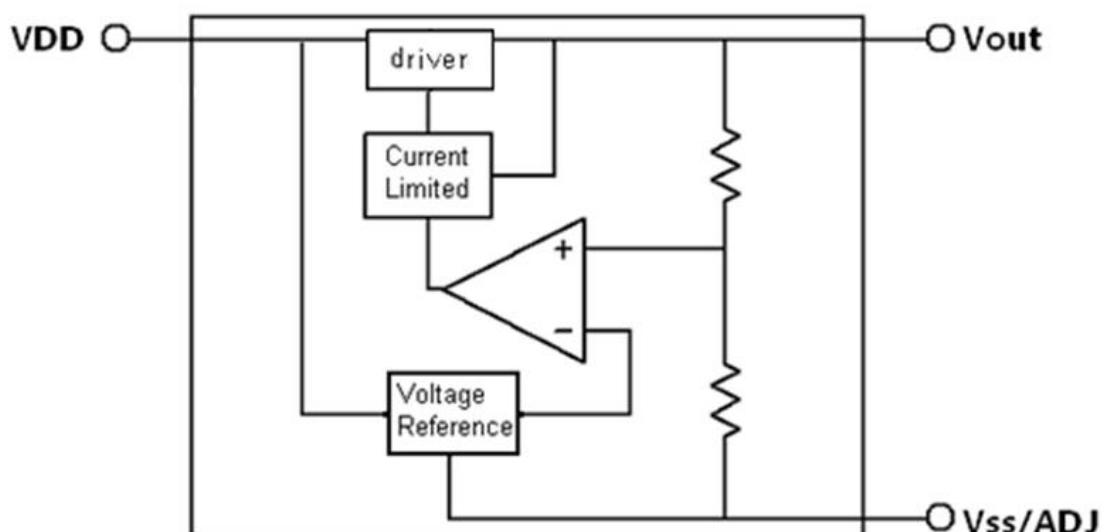 VDD
driver
Vout
Current
Limited
+
−
Voltage
Reference
Vss/ADJ